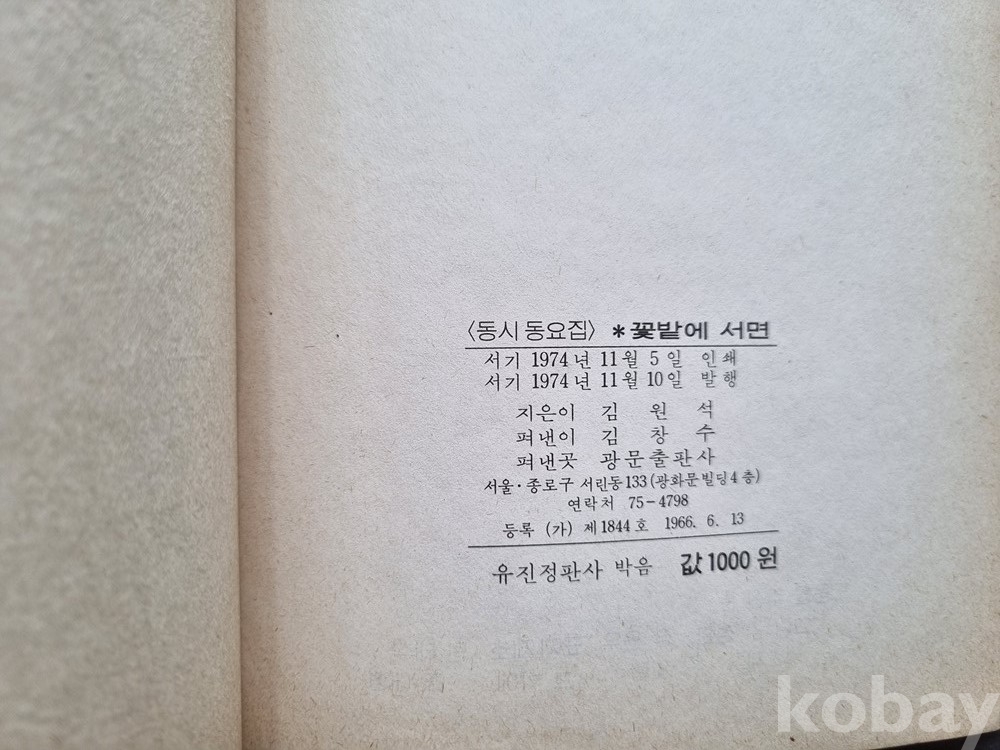 〈동시 동요집〉 *꽃밭에 서면
서기 1974년 11월 5일 인쇄
서기 1974년 11월 10일 발행
지은이 김 원 석
펴낸이 김 창 수
펴낸곳 광문출판사
서울·종로구 서린동133(광화문빌딩4층)
연락처 75-4798
등록 (가) 제1844호 1966. 6. 13
유진정판사 박음 값1000원
kobay